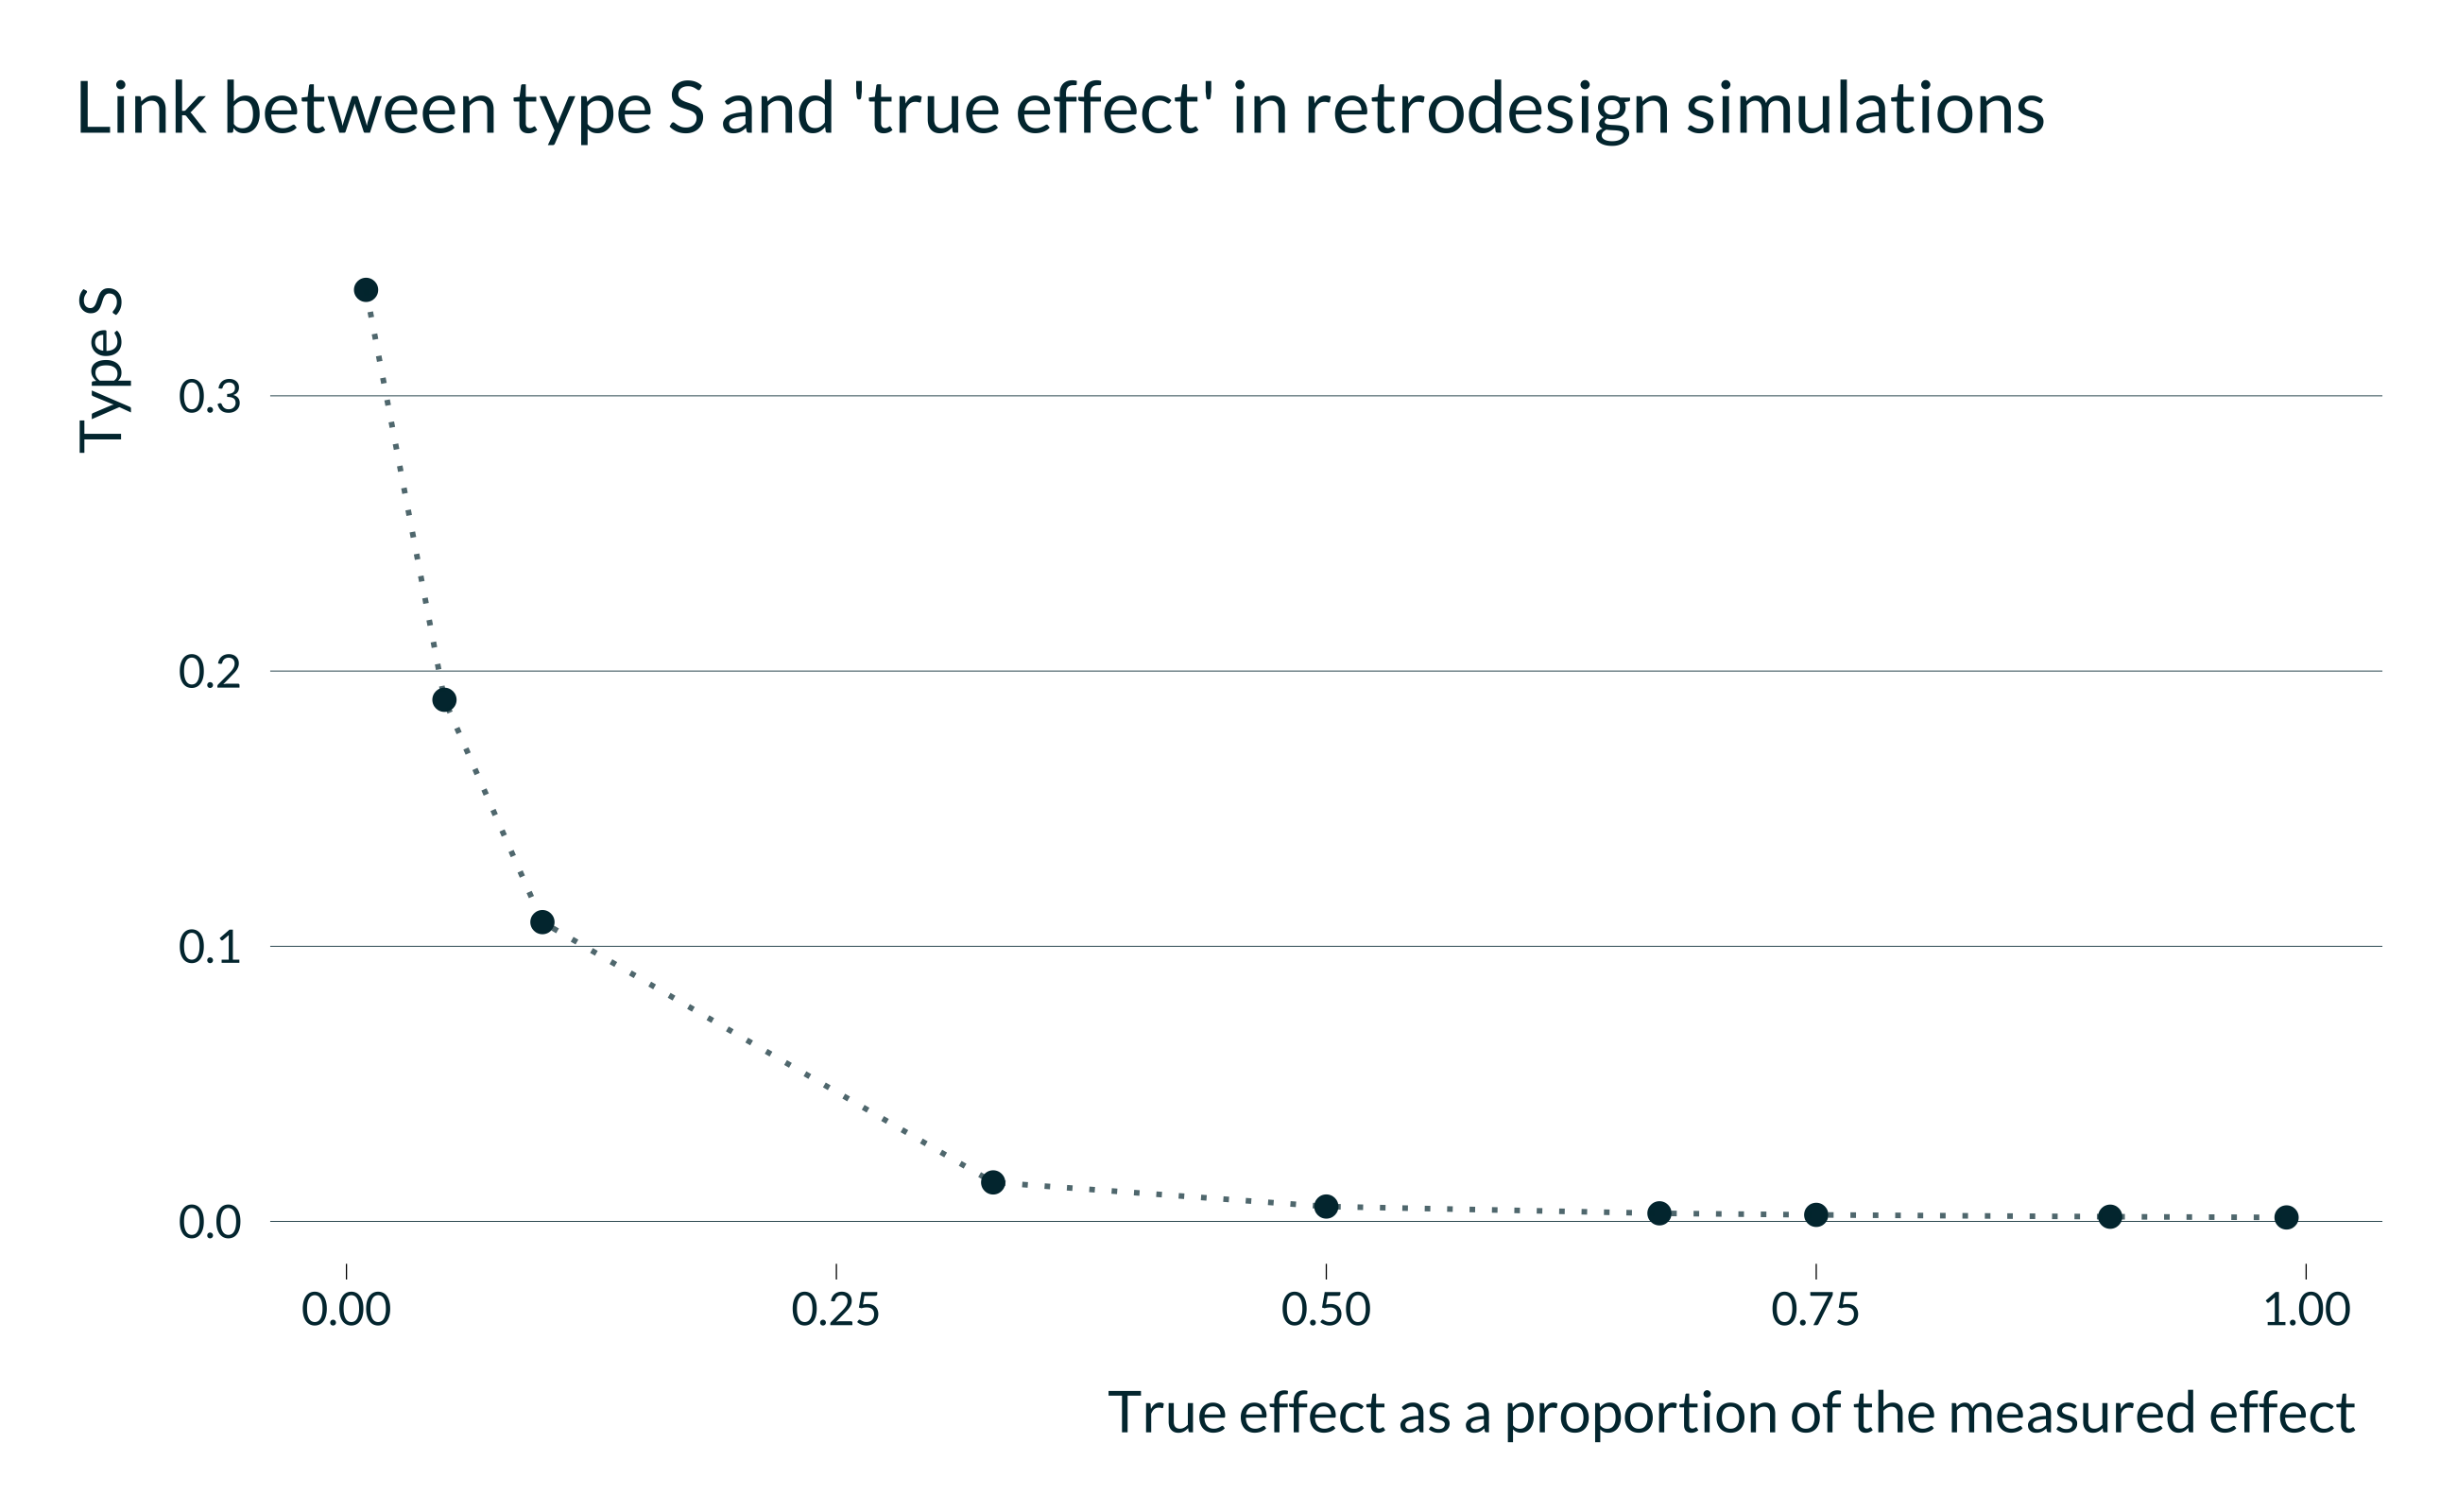 Link between type S and 'true effect' in retrodesign simulations
Type S
0.3
0.2
0.1
0.0
0.00 0.25 0.50 0.75 1.00
True effect as a proportion of the measured effect